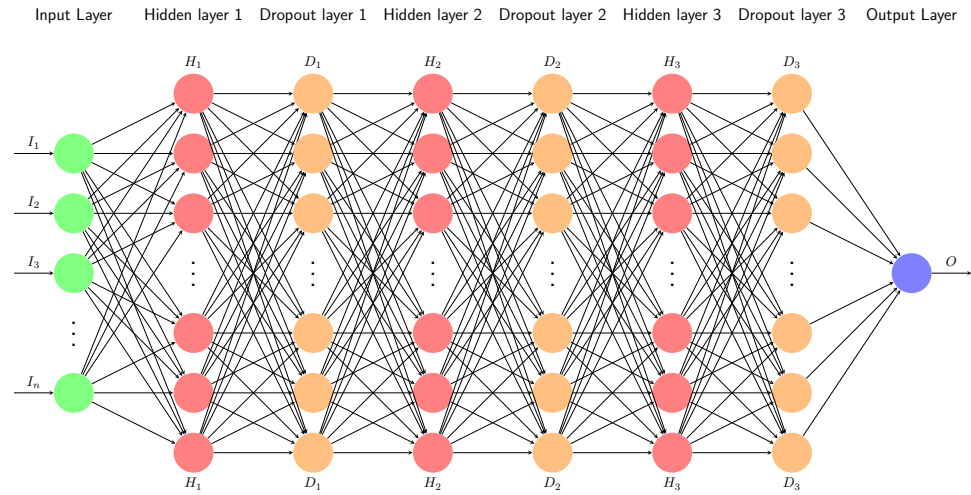 Input Layer Hidden layer 1 Dropout layer 1 Hidden layer 2 Dropout layer 2 Hidden layer 3 Dropout layer 3 Output Layer
H₁ D₁ H₂ D₂ H₃ D₃
I₁
I₂
I₃ O
Iₙ
H₁ D₁ H₂ D₂ H₃ D₃